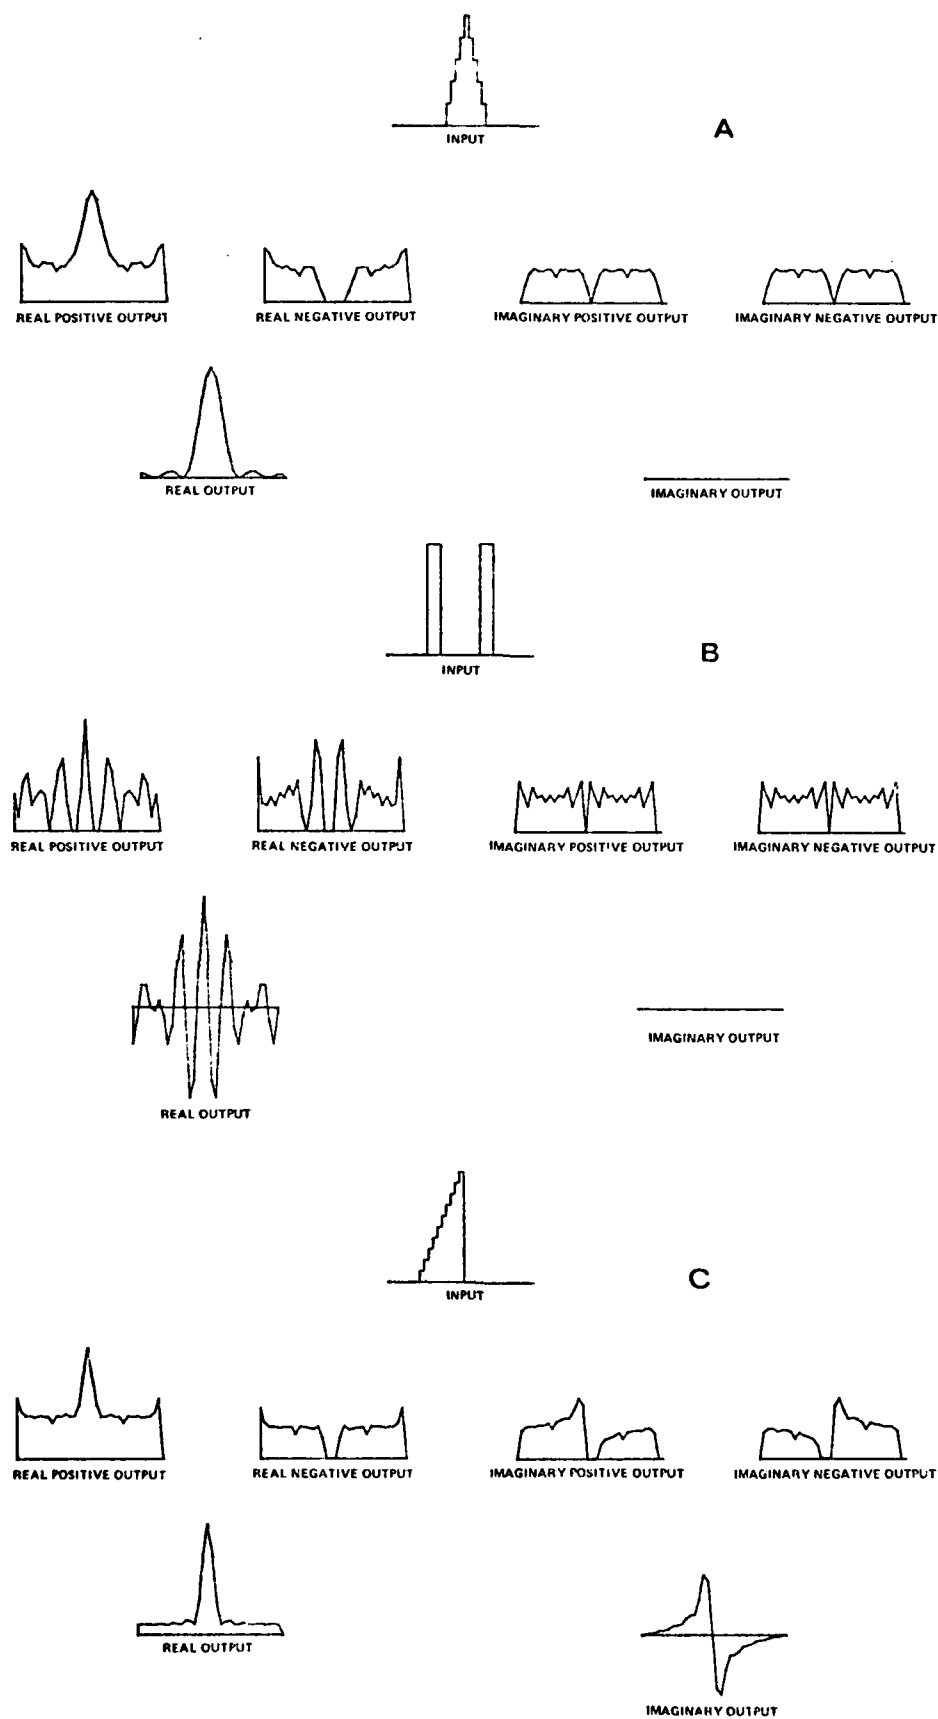 INPUT
A
REAL POSITIVE OUTPUT REAL NEGATIVE OUTPUT IMAGINARY POSITIVE OUTPUT IMAGINARY NEGATIVE OUTPUT
REAL OUTPUT IMAGINARY OUTPUT
INPUT
B
REAL POSITIVE OUTPUT REAL NEGATIVE OUTPUT IMAGINARY POSITIVE OUTPUT IMAGINARY NEGATIVE OUTPUT
IMAGINARY OUTPUT
REAL OUTPUT
INPUT
C
REAL POSITIVE OUTPUT REAL NEGATIVE OUTPUT IMAGINARY POSITIVE OUTPUT IMAGINARY NEGATIVE OUTPUT
REAL OUTPUT
IMAGINARY OUTPUT